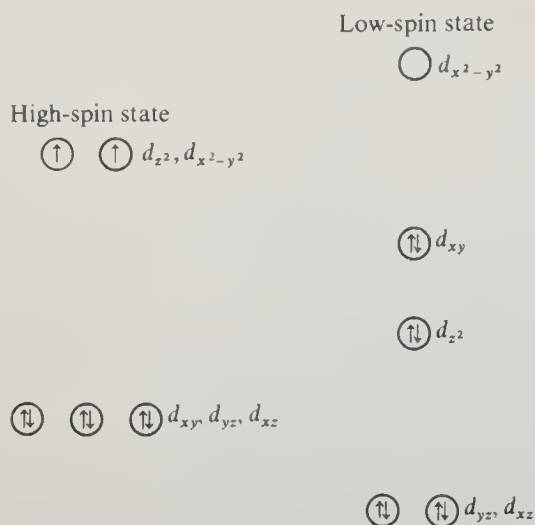 Low-spin state
d_{x²−y²}
High-spin state
↑ ↑ d_{z²}, d_{x²−y²}
↑↓ d_{xy}
↑↓ d_{z²}
↑↓ ↑↓ ↑↓ d_{xy}, d_{yz}, d_{xz}
↑↓ ↑↓ d_{yz}, d_{xz}